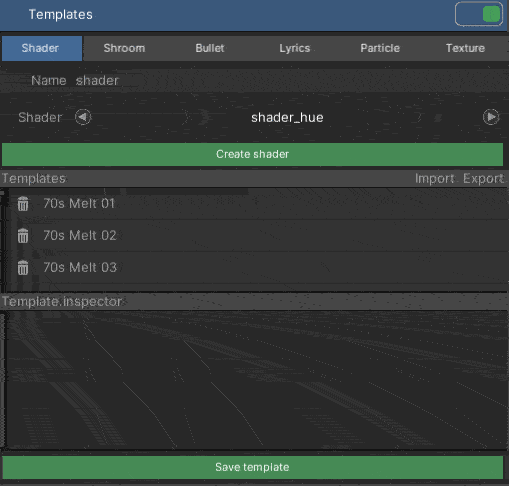 Templates
Shader Shroom Bullet Lyrics Particle Texture
Name shader
Shader shader_hue
Create shader
Templates Import Export
70s Melt 01
70s Melt 02
70s Melt 03
Template.inspector
Save template